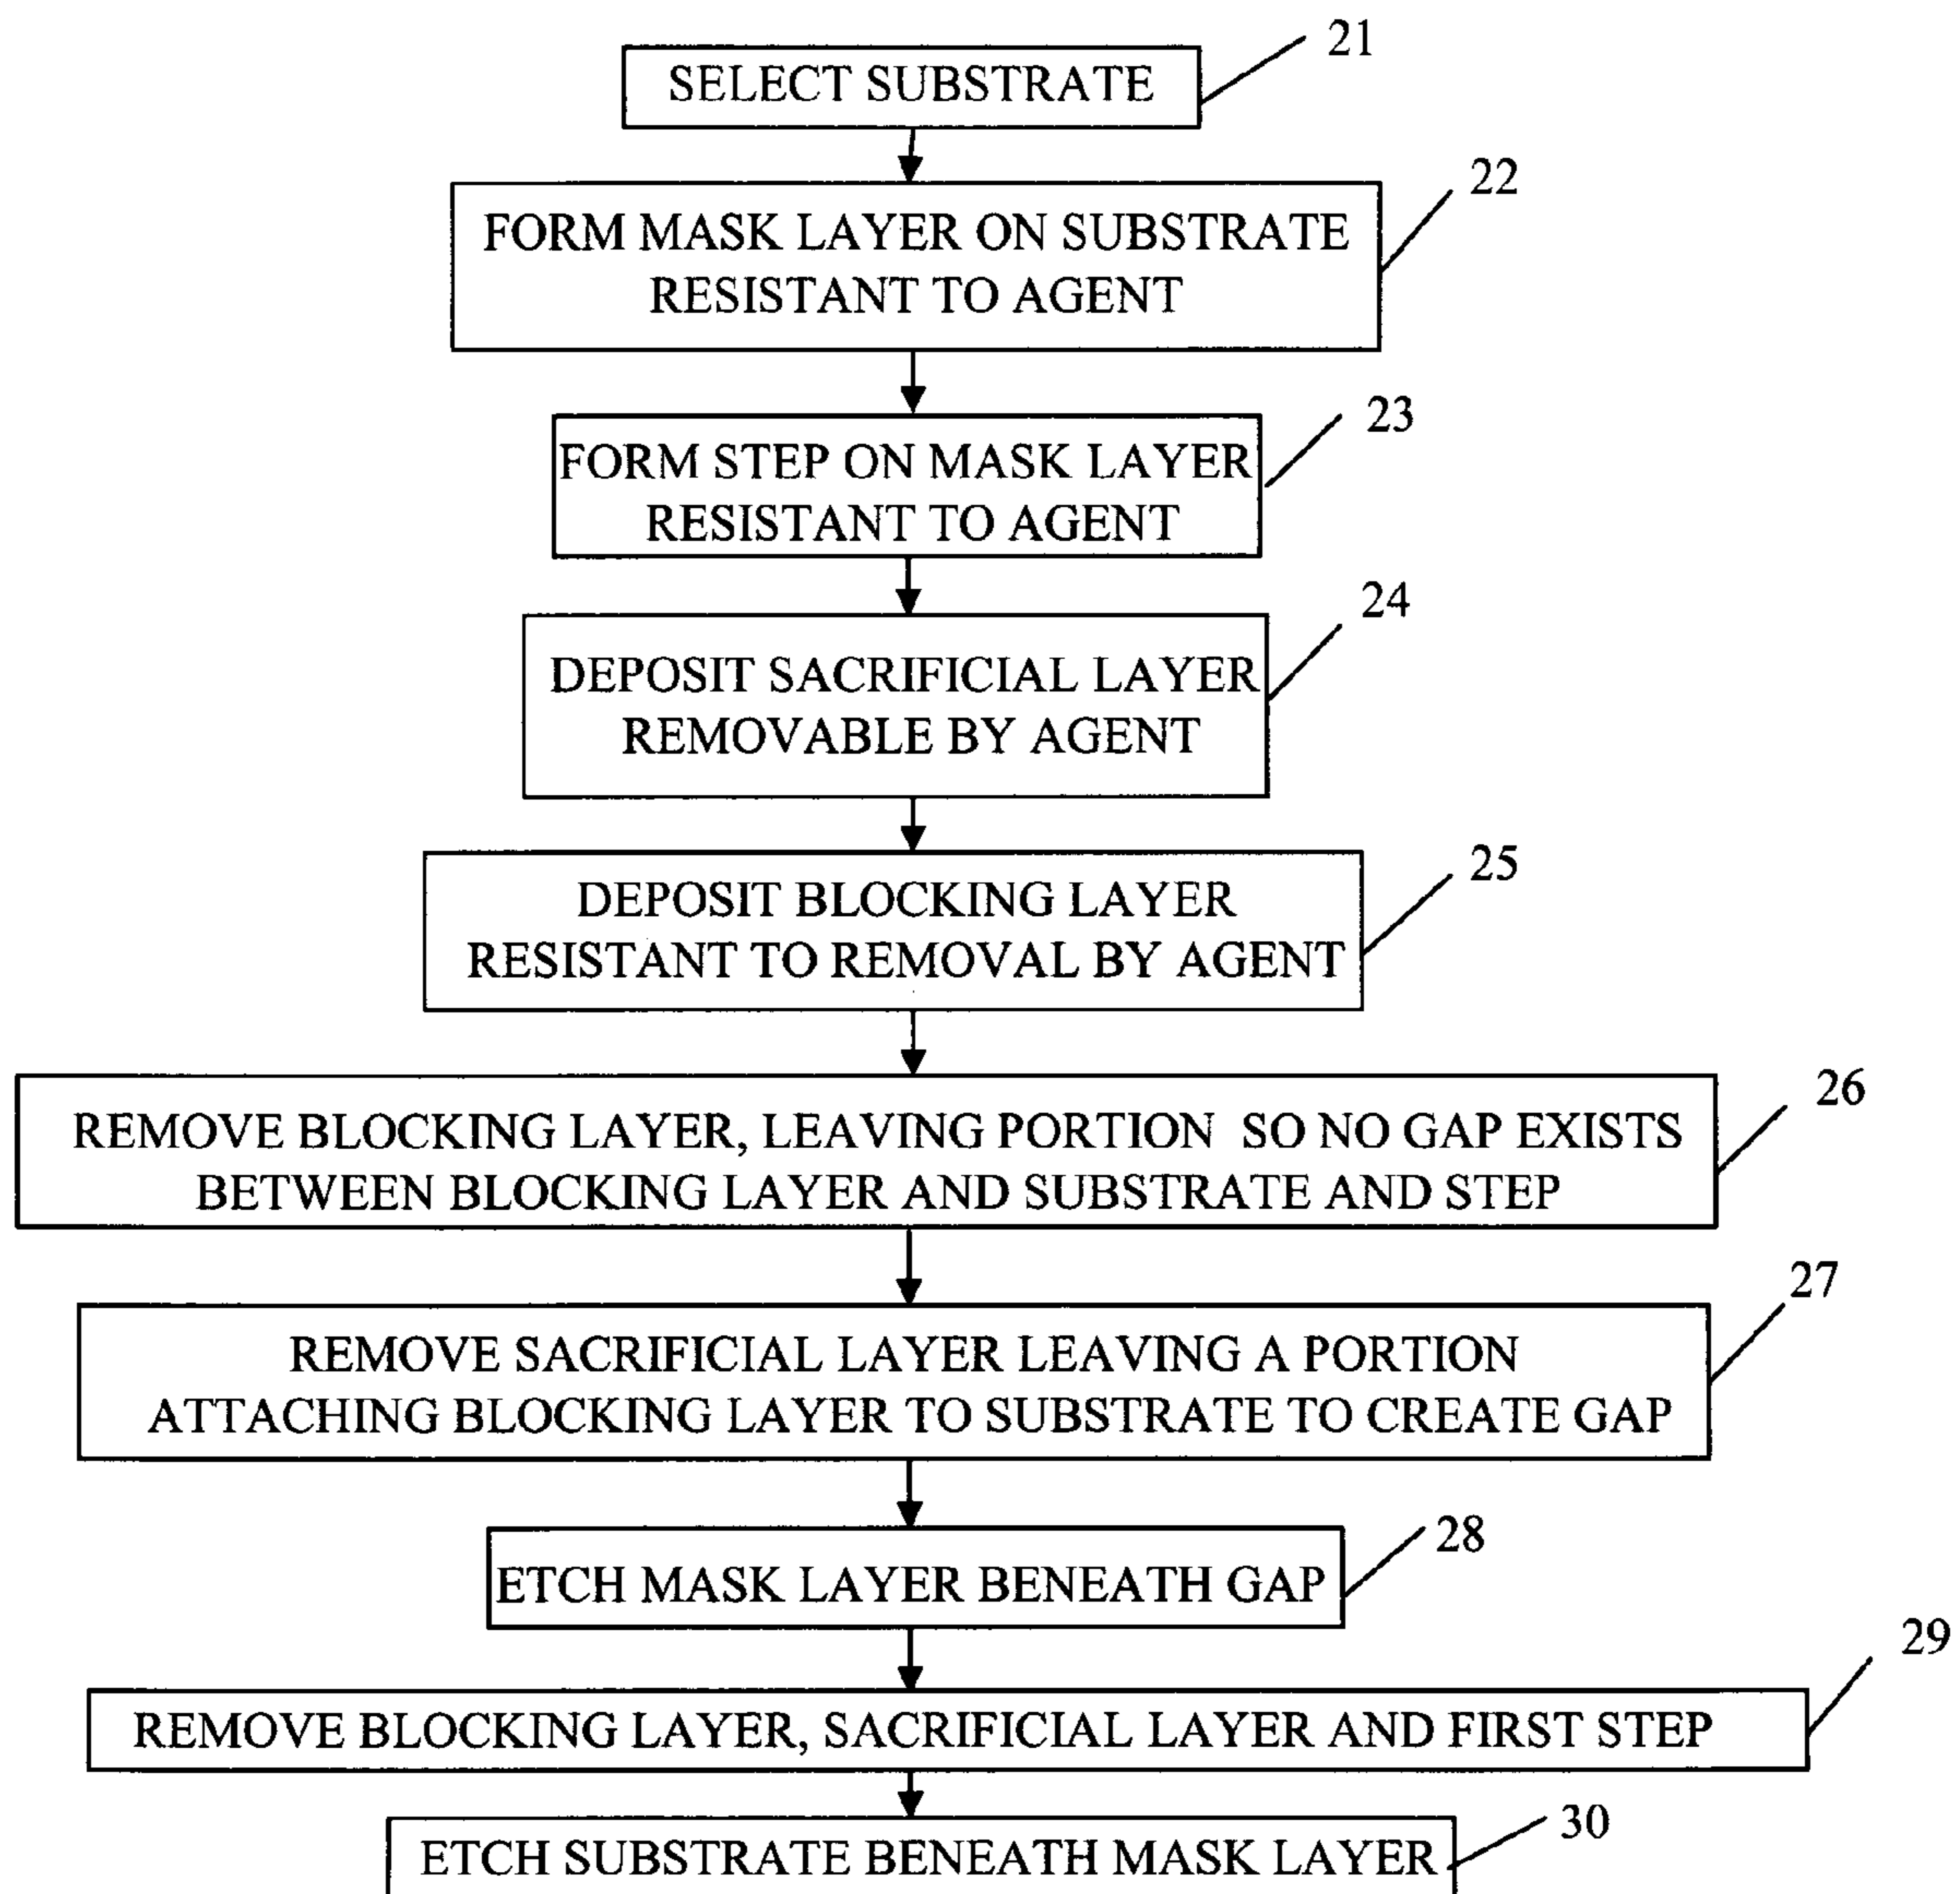 21
SELECT SUBSTRATE
22
FORM MASK LAYER ON SUBSTRATE
RESISTANT TO AGENT
23
FORM STEP ON MASK LAYER
RESISTANT TO AGENT
24
DEPOSIT SACRIFICIAL LAYER
REMOVABLE BY AGENT
25
DEPOSIT BLOCKING LAYER
RESISTANT TO REMOVAL BY AGENT
26
REMOVE BLOCKING LAYER, LEAVING PORTION SO NO GAP EXISTS
BETWEEN BLOCKING LAYER AND SUBSTRATE AND STEP
27
REMOVE SACRIFICIAL LAYER LEAVING A PORTION
ATTACHING BLOCKING LAYER TO SUBSTRATE TO CREATE GAP
28
ETCH MASK LAYER BENEATH GAP
29
REMOVE BLOCKING LAYER, SACRIFICIAL LAYER AND FIRST STEP
30
ETCH SUBSTRATE BENEATH MASK LAYER